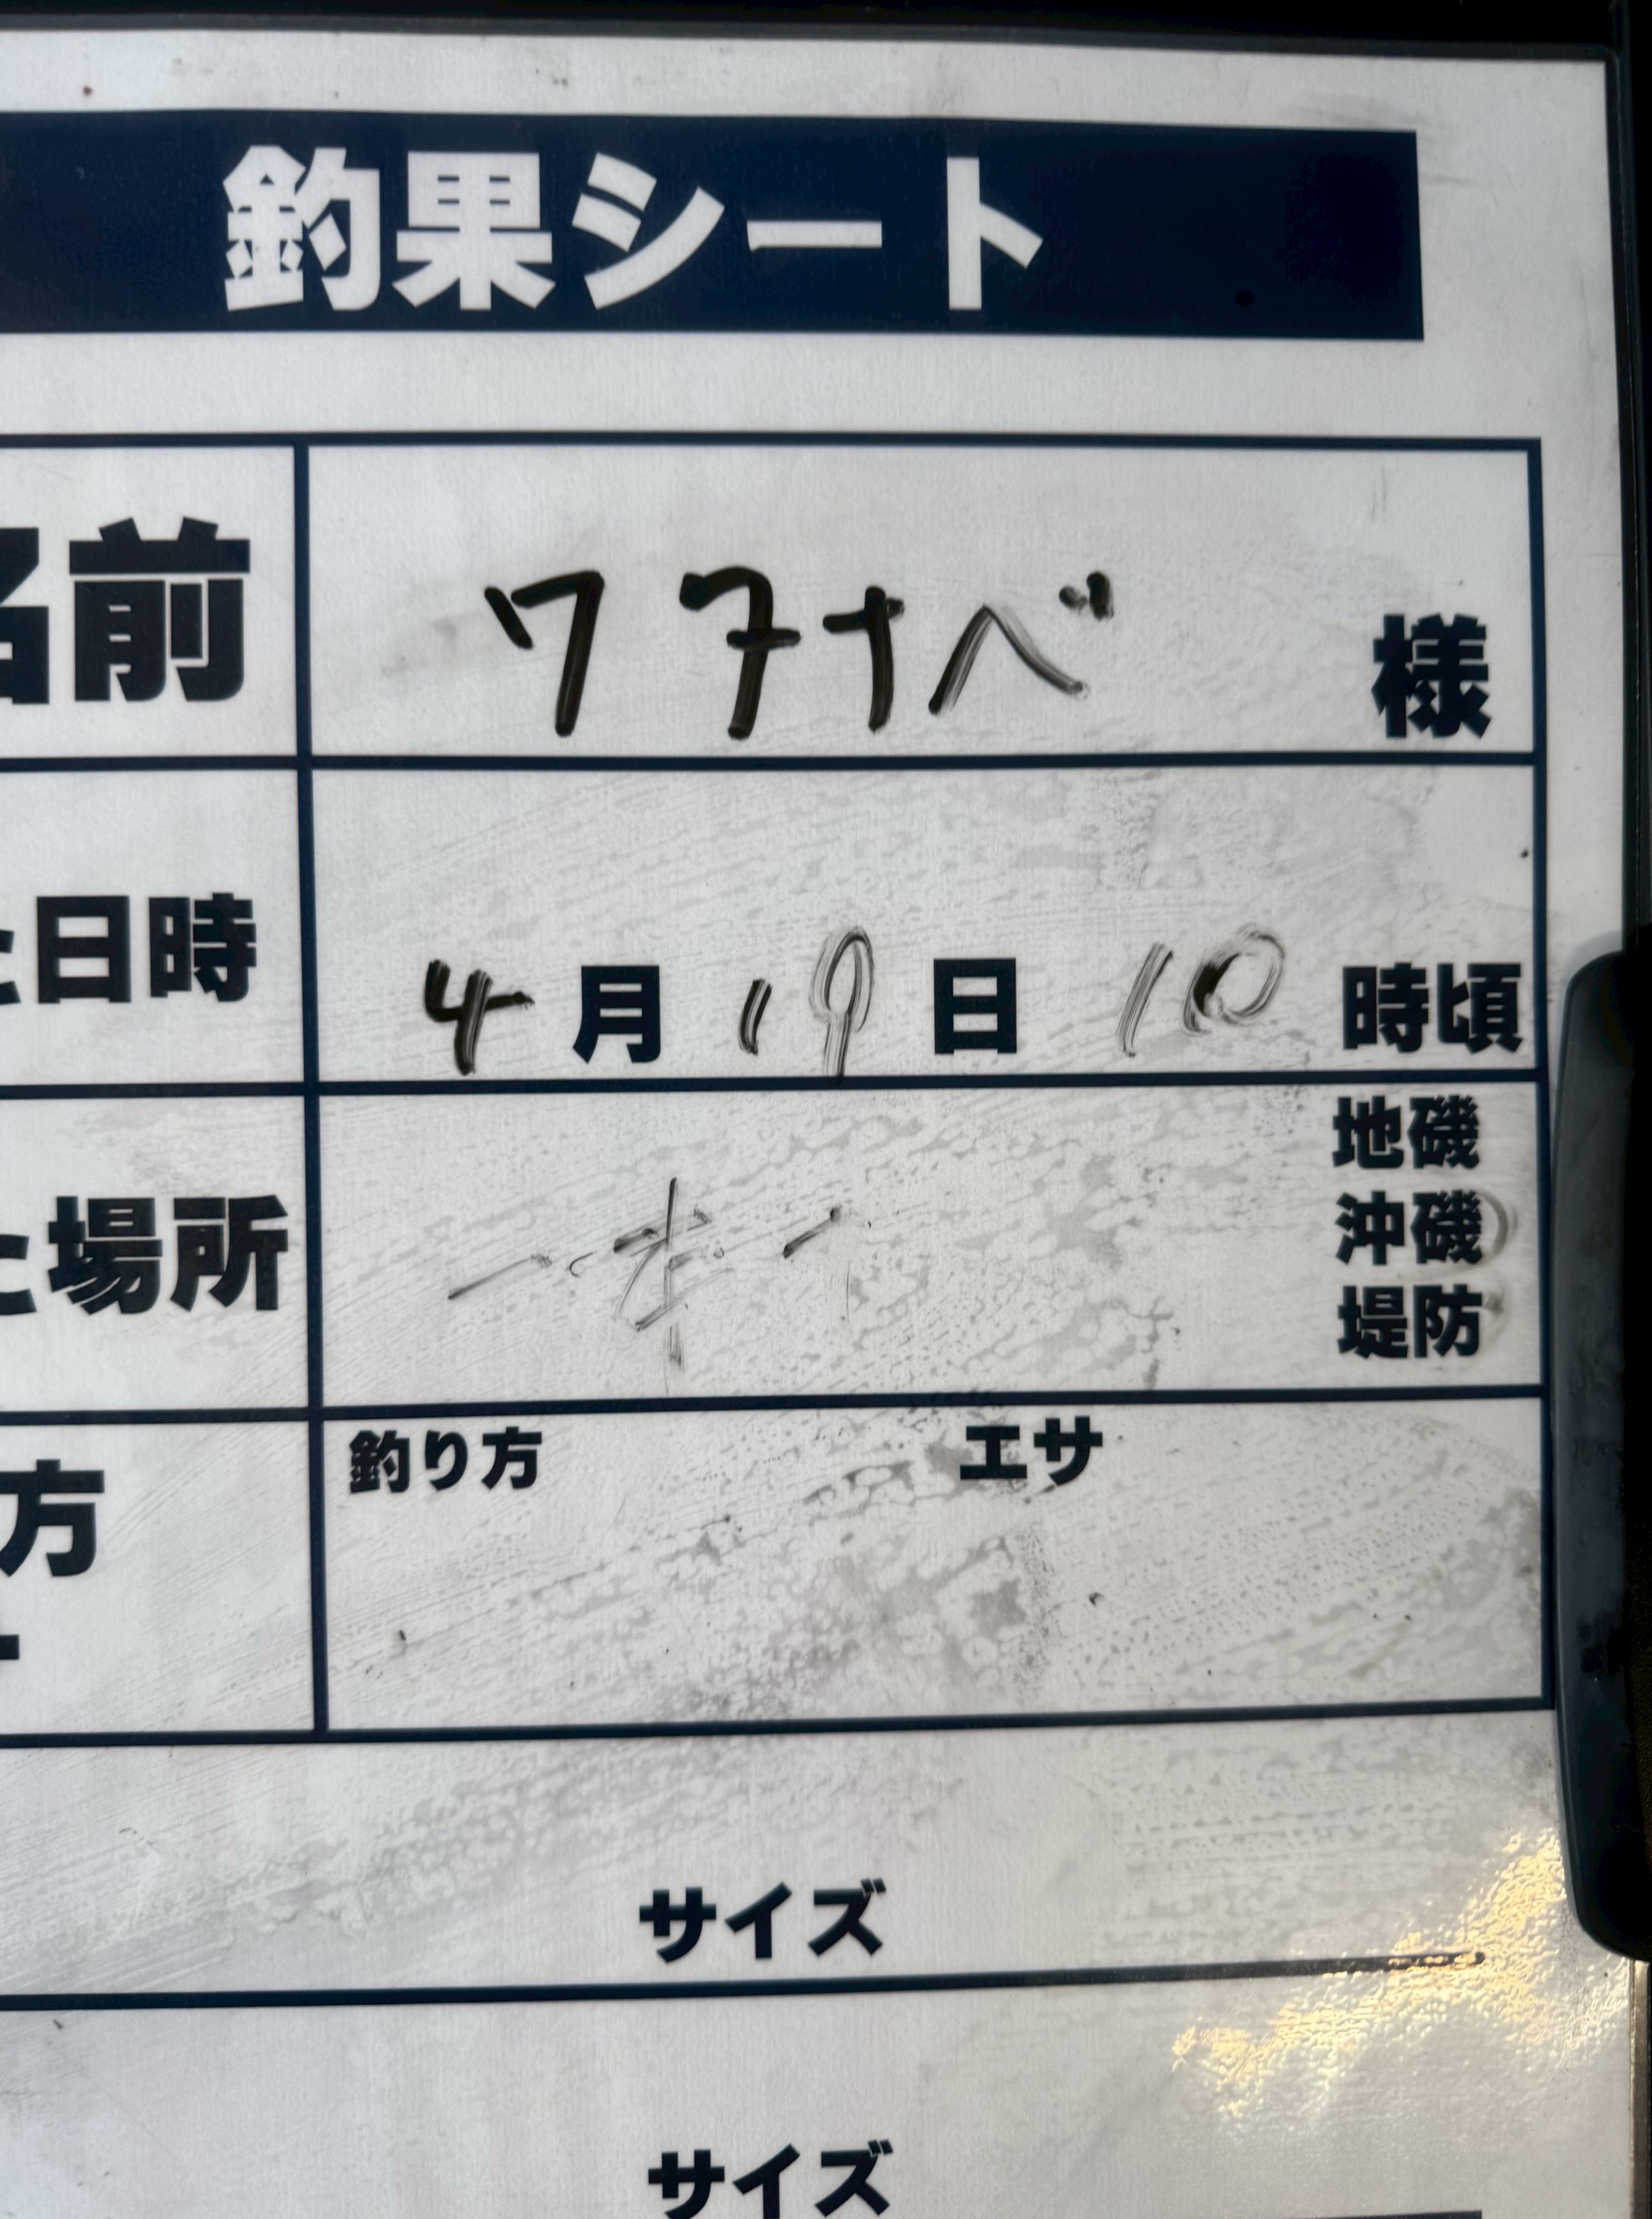 釣果シート
名前 ワタナベ 様
日時 4月19日10時頃
地磯
場所 沖磯
堤防
釣り方 エサ
方
サイズ
サイズ